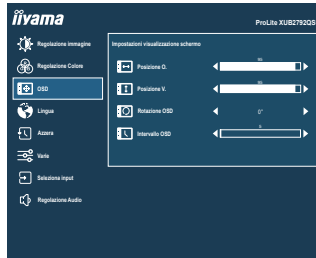 iiyama
ProLite XUB2792QS
Regolazione immagine
Regolazione Colore
OSD
Lingua
Azzera
Varie
Seleziona input
Regolazione Audio
Impostazioni visualizzazione schermo
Posizione O.
Posizione V.
Rotazione OSD
0°
Intervallo OSD